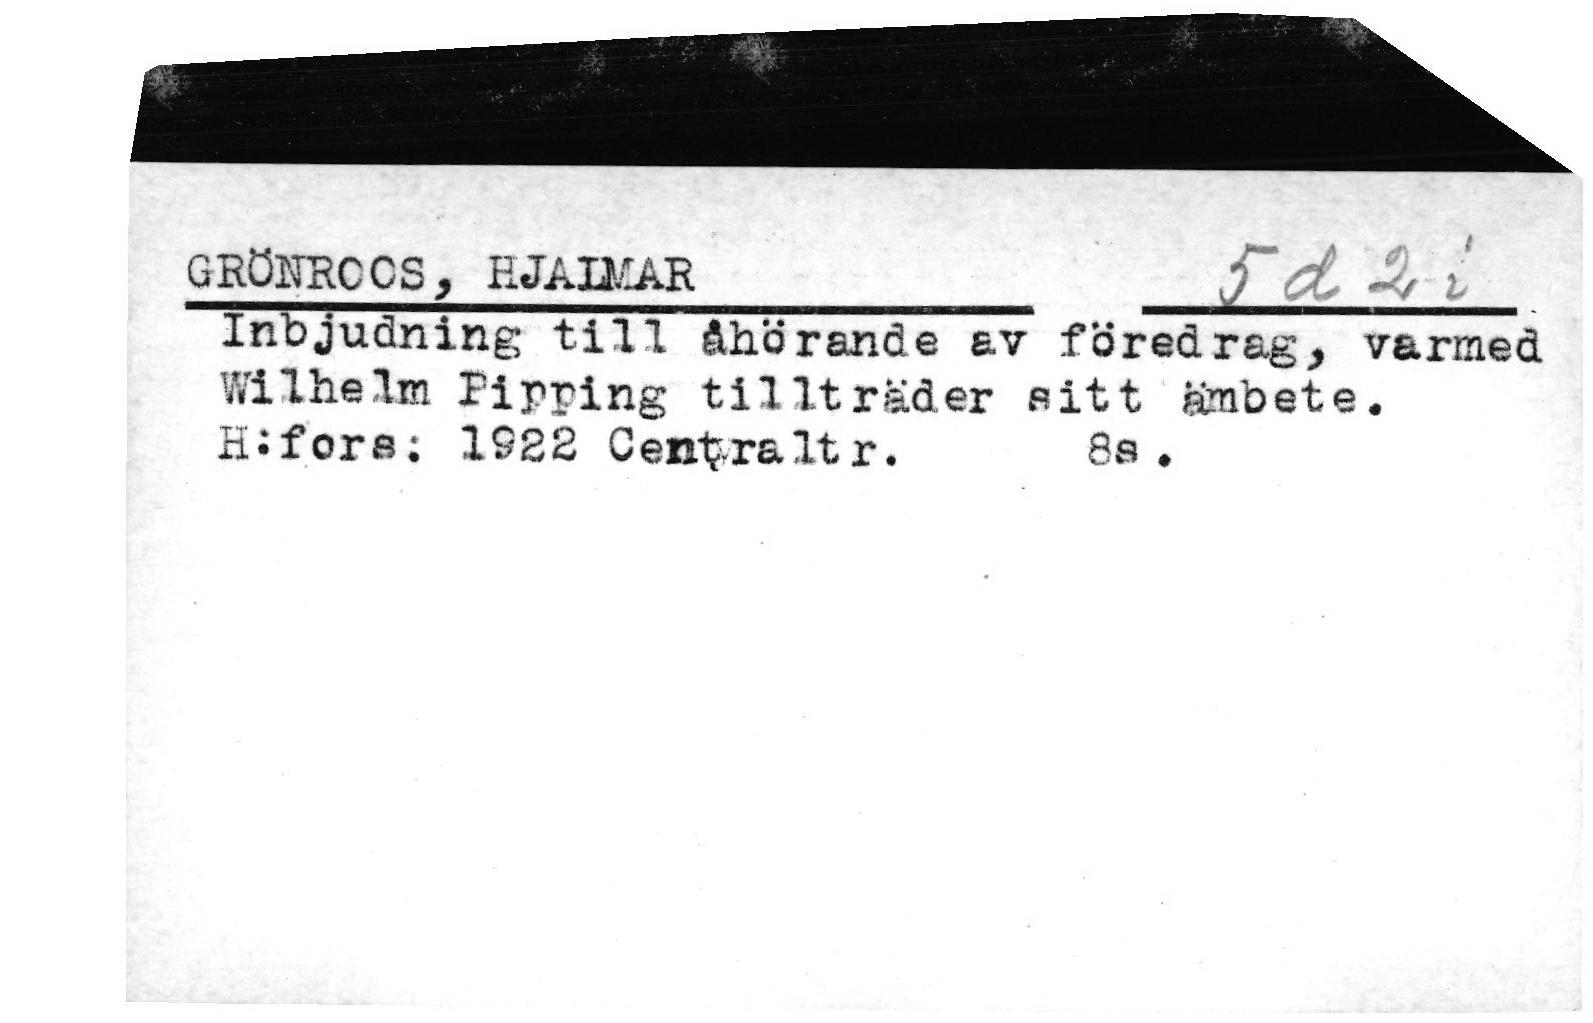 GRÖNROOS, HJALMAR 5 d 2 i
Inbjudning till åhörande av föredrag, varmed
Wilhelm Pipping tillträder sitt ämbete.
H:fors: 1922 Centraltr. 8s.